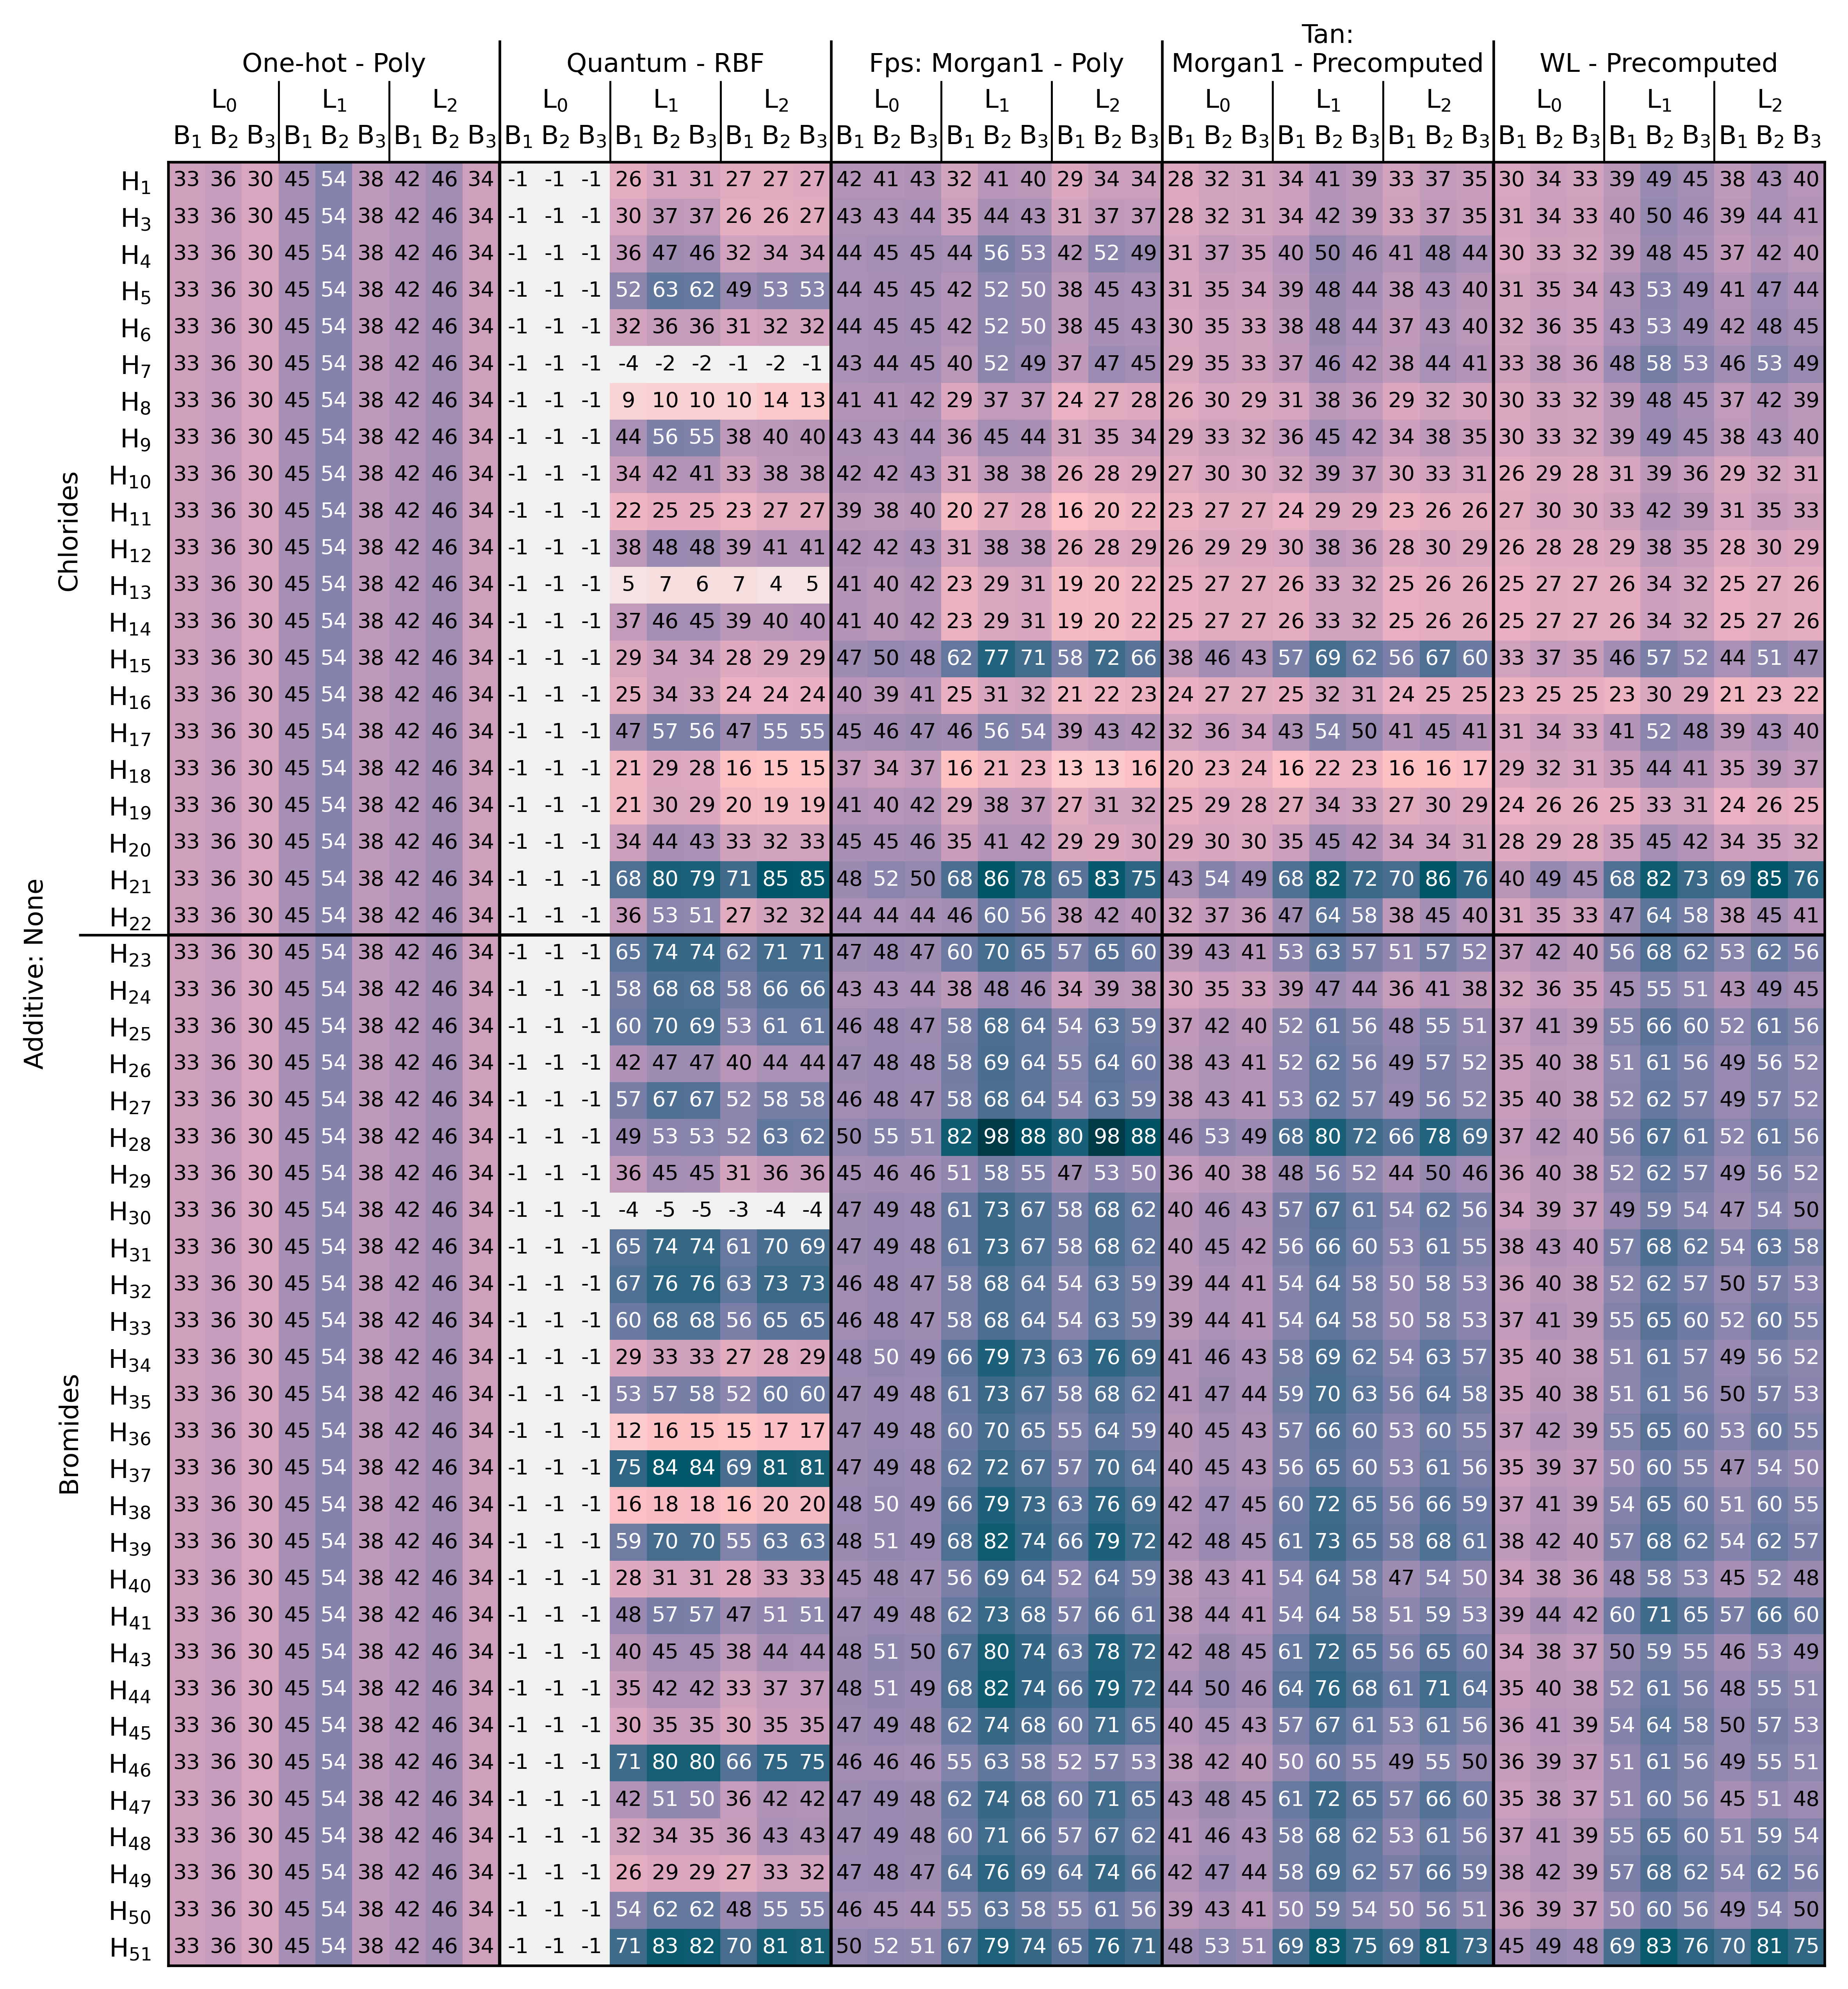 Tan:
One-hot - Poly Quantum - RBF Fps: Morgan1 - Poly Morgan1 - Precomputed WL - Precomputed
L0 L1 L2 L0 L1 L2 L0 L1 L2 L0 L1 L2 L0 L1 L2
B1 B2 B3 B1 B2 B3 B1 B2 B3 B1 B2 B3 B1 B2 B3 B1 B2 B3 B1 B2 B3 B1 B2 B3 B1 B2 B3 B1 B2 B3 B1 B2 B3 B1 B2 B3 B1 B2 B3 B1 B2 B3 B1 B2 B3
Additive: None
Chlorides
H1 33 36 30 45 54 38 42 46 34 -1 -1 -1 26 31 31 27 27 27 42 41 43 32 41 40 29 34 34 28 32 31 34 41 39 33 37 35 30 34 33 39 49 45 38 43 40
H3 33 36 30 45 54 38 42 46 34 -1 -1 -1 30 37 37 26 26 27 43 43 44 35 44 43 31 37 37 28 32 31 34 42 39 33 37 35 31 34 33 40 50 46 39 44 41
H4 33 36 30 45 54 38 42 46 34 -1 -1 -1 36 47 46 32 34 34 44 45 45 44 56 53 42 52 49 31 37 35 40 50 46 41 48 44 30 33 32 39 48 45 37 42 40
H5 33 36 30 45 54 38 42 46 34 -1 -1 -1 52 63 62 49 53 53 44 45 45 42 52 50 38 45 43 31 35 34 39 48 44 38 43 40 31 35 34 43 53 49 41 47 44
H6 33 36 30 45 54 38 42 46 34 -1 -1 -1 32 36 36 31 32 32 44 45 45 42 52 50 38 45 43 30 35 33 38 48 44 37 43 40 32 36 35 43 53 49 42 48 45
H7 33 36 30 45 54 38 42 46 34 -1 -1 -1 -4 -2 -2 -1 -2 -1 43 44 45 40 52 49 37 47 45 29 35 33 37 46 42 38 44 41 33 38 36 48 58 53 46 53 49
H8 33 36 30 45 54 38 42 46 34 -1 -1 -1 9 10 10 10 14 13 41 41 42 29 37 37 24 27 28 26 30 29 31 38 36 29 32 30 30 33 32 39 48 45 37 42 39
H9 33 36 30 45 54 38 42 46 34 -1 -1 -1 44 56 55 38 40 40 43 43 44 36 45 44 31 35 34 29 33 32 36 45 42 34 38 35 30 33 32 39 49 45 38 43 40
H10 33 36 30 45 54 38 42 46 34 -1 -1 -1 34 42 41 33 38 38 42 42 43 31 38 38 26 28 29 27 30 30 32 39 37 30 33 31 26 29 28 31 39 36 29 32 31
H11 33 36 30 45 54 38 42 46 34 -1 -1 -1 22 25 25 23 27 27 39 38 40 20 27 28 16 20 22 23 27 27 24 29 29 23 26 26 27 30 30 33 42 39 31 35 33
H12 33 36 30 45 54 38 42 46 34 -1 -1 -1 38 48 48 39 41 41 42 42 43 31 38 38 26 28 29 26 29 29 30 38 36 28 30 29 26 28 28 29 38 35 28 30 29
H13 33 36 30 45 54 38 42 46 34 -1 -1 -1 5 7 6 7 4 5 41 40 42 23 29 31 19 20 22 25 27 27 26 33 32 25 26 26 25 27 27 26 34 32 25 27 26
H14 33 36 30 45 54 38 42 46 34 -1 -1 -1 37 46 45 39 40 40 41 40 42 23 29 31 19 20 22 25 27 27 26 33 32 25 26 26 25 27 27 26 34 32 25 27 26
H15 33 36 30 45 54 38 42 46 34 -1 -1 -1 29 34 34 28 29 29 47 50 48 62 77 71 58 72 66 38 46 43 57 69 62 56 67 60 33 37 35 46 57 52 44 51 47
H16 33 36 30 45 54 38 42 46 34 -1 -1 -1 25 34 33 24 24 24 40 39 41 25 31 32 21 22 23 24 27 27 25 32 31 24 25 25 23 25 25 23 30 29 21 23 22
H17 33 36 30 45 54 38 42 46 34 -1 -1 -1 47 57 56 47 55 55 45 46 47 46 56 54 39 43 42 32 36 34 43 54 50 41 45 41 31 34 33 41 52 48 39 43 40
H18 33 36 30 45 54 38 42 46 34 -1 -1 -1 21 29 28 16 15 15 37 34 37 16 21 23 13 13 16 20 23 24 16 22 23 16 16 17 29 32 31 35 44 41 35 39 37
H19 33 36 30 45 54 38 42 46 34 -1 -1 -1 21 30 29 20 19 19 41 40 42 29 38 37 27 31 32 25 29 28 27 34 33 27 30 29 24 26 26 25 33 31 24 26 25
H20 33 36 30 45 54 38 42 46 34 -1 -1 -1 34 44 43 33 32 33 45 45 46 35 41 42 29 29 30 29 30 30 35 45 42 34 34 31 28 29 28 35 45 42 34 35 32
H21 33 36 30 45 54 38 42 46 34 -1 -1 -1 68 80 79 71 85 85 48 52 50 68 86 78 65 83 75 43 54 49 68 82 72 70 86 76 40 49 45 68 82 73 69 85 76
H22 33 36 30 45 54 38 42 46 34 -1 -1 -1 36 53 51 27 32 32 44 44 44 46 60 56 38 42 40 32 37 36 47 64 58 38 45 40 31 35 33 47 64 58 38 45 41
Bromides
H23 33 36 30 45 54 38 42 46 34 -1 -1 -1 65 74 74 62 71 71 47 48 47 60 70 65 57 65 60 39 43 41 53 63 57 51 57 52 37 42 40 56 68 62 53 62 56
H24 33 36 30 45 54 38 42 46 34 -1 -1 -1 58 68 68 58 66 66 43 43 44 38 48 46 34 39 38 30 35 33 39 47 44 36 41 38 32 36 35 45 55 51 43 49 45
H25 33 36 30 45 54 38 42 46 34 -1 -1 -1 60 70 69 53 61 61 46 48 47 58 68 64 54 63 59 37 42 40 52 61 56 48 55 51 37 41 39 55 66 60 52 61 56
H26 33 36 30 45 54 38 42 46 34 -1 -1 -1 42 47 47 40 44 44 47 48 48 58 69 64 55 64 60 38 43 41 52 62 56 49 57 52 35 40 38 51 61 56 49 56 52
H27 33 36 30 45 54 38 42 46 34 -1 -1 -1 57 67 67 52 58 58 46 48 47 58 68 64 54 63 59 38 43 41 53 62 57 49 56 52 35 40 38 52 62 57 49 57 52
H28 33 36 30 45 54 38 42 46 34 -1 -1 -1 49 53 53 52 63 62 50 55 51 82 98 88 80 98 88 46 53 49 68 80 72 66 78 69 37 42 40 56 67 61 52 61 56
H29 33 36 30 45 54 38 42 46 34 -1 -1 -1 36 45 45 31 36 36 45 46 46 51 58 55 47 53 50 36 40 38 48 56 52 44 50 46 36 40 38 52 62 57 49 56 52
H30 33 36 30 45 54 38 42 46 34 -1 -1 -1 -4 -5 -5 -3 -4 -4 47 49 48 61 73 67 58 68 62 40 46 43 57 67 61 54 62 56 34 39 37 49 59 54 47 54 50
H31 33 36 30 45 54 38 42 46 34 -1 -1 -1 65 74 74 61 70 69 47 49 48 61 73 67 58 68 62 40 45 42 56 66 60 53 61 55 38 43 40 57 68 62 54 63 58
H32 33 36 30 45 54 38 42 46 34 -1 -1 -1 67 76 76 63 73 73 46 48 47 58 68 64 54 63 59 39 44 41 54 64 58 50 58 53 36 40 38 52 62 57 50 57 53
H33 33 36 30 45 54 38 42 46 34 -1 -1 -1 60 68 68 56 65 65 46 48 47 58 68 64 54 63 59 39 44 41 54 64 58 50 58 53 37 41 39 55 65 60 52 60 55
H34 33 36 30 45 54 38 42 46 34 -1 -1 -1 29 33 33 27 28 29 48 50 49 66 79 73 63 76 69 41 46 43 58 69 62 54 63 57 35 40 38 51 61 57 49 56 52
H35 33 36 30 45 54 38 42 46 34 -1 -1 -1 53 57 58 52 60 60 47 49 48 61 73 67 58 68 62 41 47 44 59 70 63 56 64 58 35 40 38 51 61 56 50 57 53
H36 33 36 30 45 54 38 42 46 34 -1 -1 -1 12 16 15 15 17 17 47 49 48 60 70 65 55 64 59 40 45 43 57 66 60 53 60 55 37 42 39 55 65 60 53 60 55
H37 33 36 30 45 54 38 42 46 34 -1 -1 -1 75 84 84 69 81 81 47 49 48 62 72 67 57 70 64 40 45 43 56 65 60 53 61 56 35 39 37 50 60 55 47 54 50
H38 33 36 30 45 54 38 42 46 34 -1 -1 -1 16 18 18 16 20 20 48 50 49 66 79 73 63 76 69 42 47 45 60 72 65 56 66 59 37 41 39 54 65 60 51 60 55
H39 33 36 30 45 54 38 42 46 34 -1 -1 -1 59 70 70 55 63 63 48 51 49 68 82 74 66 79 72 42 48 45 61 73 65 58 68 61 38 42 40 57 68 62 54 62 57
H40 33 36 30 45 54 38 42 46 34 -1 -1 -1 28 31 31 28 33 33 45 48 47 56 69 64 52 64 59 38 43 41 54 64 58 47 54 50 34 38 36 48 58 53 45 52 48
H41 33 36 30 45 54 38 42 46 34 -1 -1 -1 48 57 57 47 51 51 47 49 48 62 73 68 57 66 61 38 44 41 54 64 58 51 59 53 39 44 42 60 71 65 57 66 60
H43 33 36 30 45 54 38 42 46 34 -1 -1 -1 40 45 45 38 44 44 48 51 50 67 80 74 63 78 72 42 48 45 61 72 65 56 65 60 34 38 37 50 59 55 46 53 49
H44 33 36 30 45 54 38 42 46 34 -1 -1 -1 35 42 42 33 37 37 48 51 49 68 82 74 66 79 72 44 50 46 64 76 68 61 71 64 35 40 38 52 61 56 48 55 51
H45 33 36 30 45 54 38 42 46 34 -1 -1 -1 30 35 35 30 35 35 47 49 48 62 74 68 60 71 65 40 45 43 57 67 61 53 61 56 36 41 39 54 64 58 50 57 53
H46 33 36 30 45 54 38 42 46 34 -1 -1 -1 71 80 80 66 75 75 46 46 46 55 63 58 52 57 53 38 42 40 50 60 55 49 55 50 36 39 37 51 61 56 49 55 51
H47 33 36 30 45 54 38 42 46 34 -1 -1 -1 42 51 50 36 42 42 47 49 48 62 74 68 60 71 65 43 48 45 61 72 65 57 66 60 35 38 37 51 60 56 45 51 48
H48 33 36 30 45 54 38 42 46 34 -1 -1 -1 32 34 35 36 43 43 47 49 48 60 71 66 57 67 62 41 46 43 58 68 62 53 61 56 37 41 39 55 65 60 51 59 54
H49 33 36 30 45 54 38 42 46 34 -1 -1 -1 26 29 29 27 33 32 47 48 47 64 76 69 64 74 66 42 47 44 58 69 62 57 66 59 38 42 39 57 68 62 54 62 56
H50 33 36 30 45 54 38 42 46 34 -1 -1 -1 54 62 62 48 55 55 46 45 44 55 63 58 55 61 56 39 43 41 50 59 54 50 56 51 36 39 37 50 60 56 49 54 50
H51 33 36 30 45 54 38 42 46 34 -1 -1 -1 71 83 82 70 81 81 50 52 51 67 79 74 65 76 71 48 53 51 69 83 75 69 81 73 45 49 48 69 83 76 70 81 75